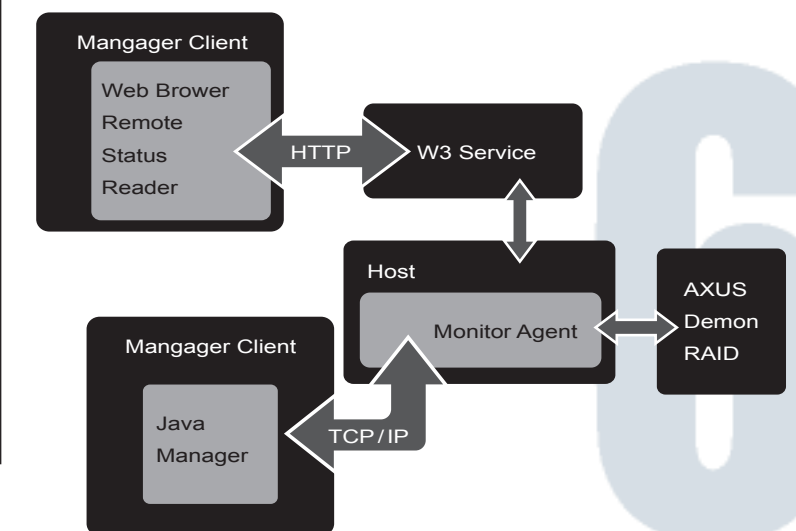 Mangager Client
Web Brower
Remote
Status
Reader
HTTP
W3 Service
Host
Monitor Agent
AXUS
Demon
RAID
Mangager Client
Java
Manager
TCP/IP
6